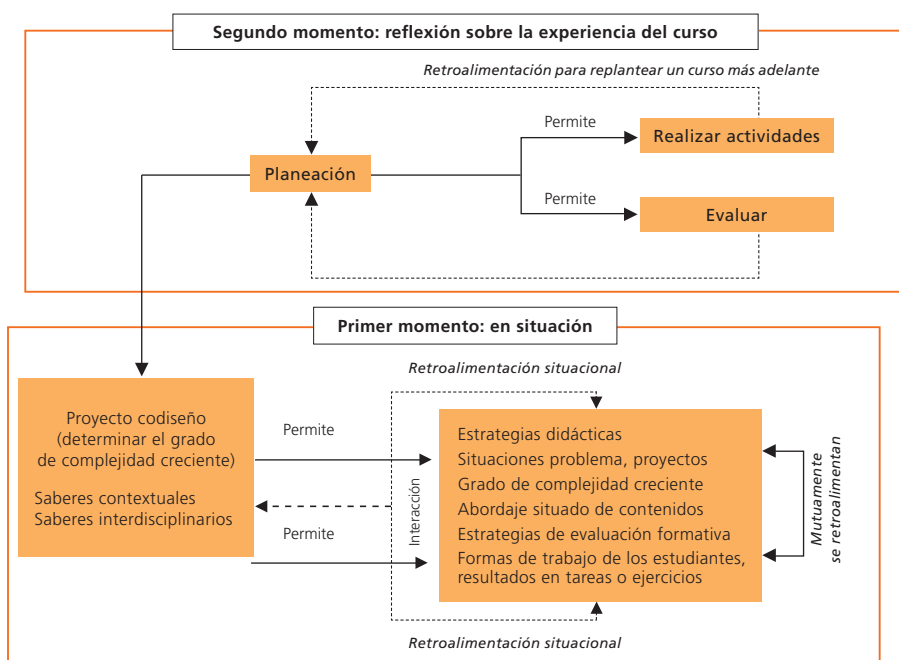 Segundo momento: reflexión sobre la experiencia del curso
Retroalimentación para replantear un curso más adelante
Permite
Realizar actividades
Planeación
Permite
Evaluar
Primer momento: en situación
Retroalimentación situacional
Proyecto codiseño
(determinar el grado
de complejidad creciente)
Saberes contextuales
Saberes interdisciplinarios
Permite
Permite
Interacción
Estrategias didácticas
Situaciones problema, proyectos
Grado de complejidad creciente
Abordaje situado de contenidos
Estrategias de evaluación formativa
Formas de trabajo de los estudiantes,
resultados en tareas o ejercicios
Mutuamente
se retroalimentan
Retroalimentación situacional